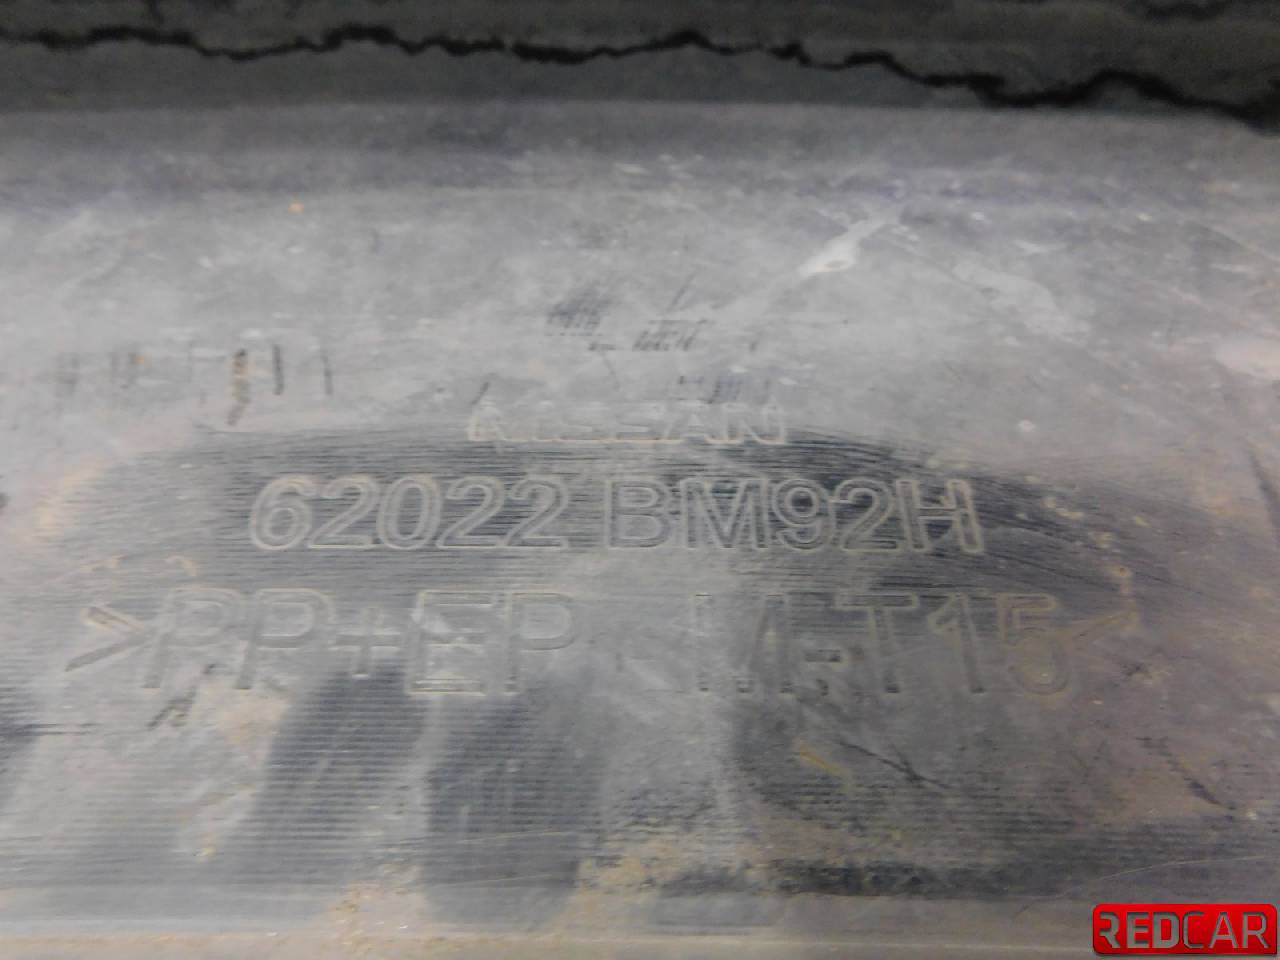 NISSAN
62022 BM92H
>PP+EP M-T15<
REDCAR